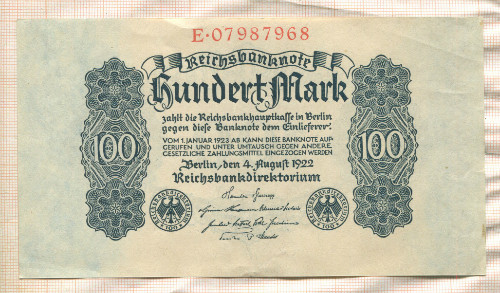 E·07987968
Reichsbanknote
Hundert Mark
zahlt die Reichsbankhauptkasse in Berlin
gegen diese Banknote dem Einlieferer.
VOM 1. JANUAR 1923 AB KANN DIESE BANKNOTE AUF-
GERUFEN UND UNTER UMTAUSCH GEGEN ANDERE
GESETZLICHE ZAHLUNGSMITTEL EINGEZOGEN WERDEN
100 100
Berlin, den 4. August 1922
Reichsbankdirektorium
100 100